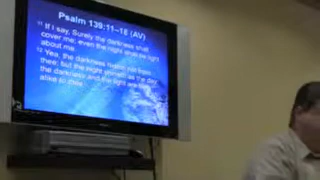 Psalm 139:11-18 (AV)
11 If I say, Surely the darkness shall
cover me; even the night shall be light
about me.
12 Yea, the darkness hideth not from
thee; but the night shineth as the day:
the darkness and the light are both
alike to thee.